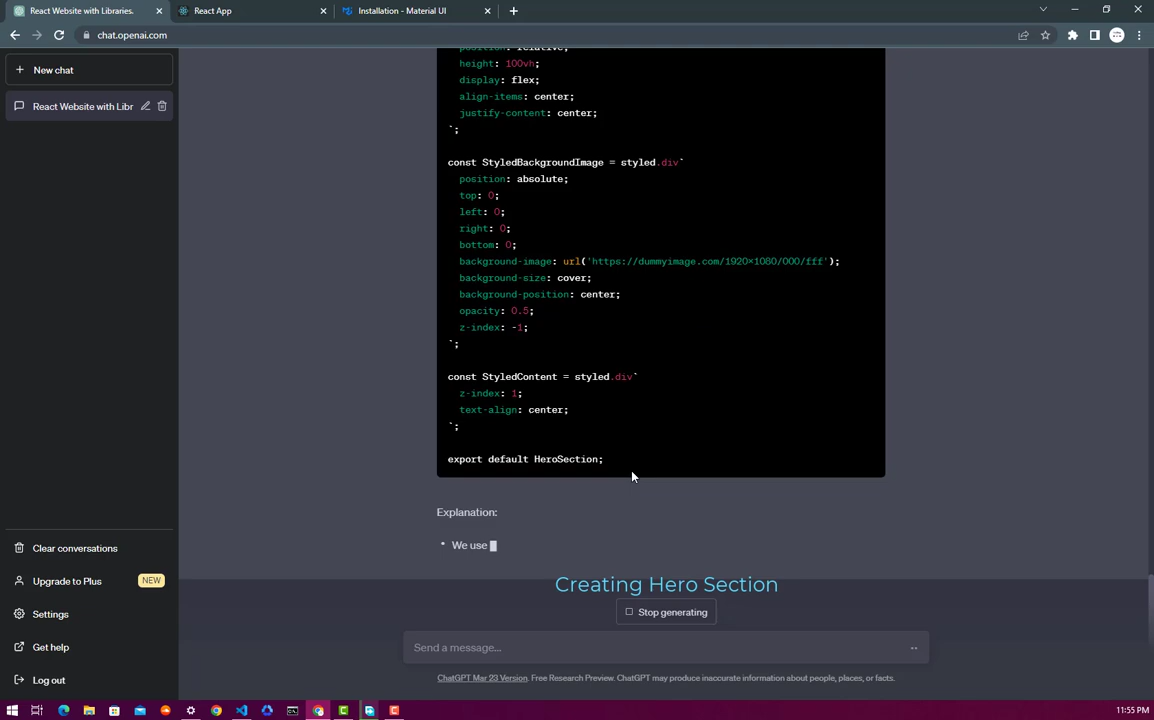 React Website with Libraries.
React App
Installation - Material UI
chat.openai.com
New chat
React Website with Libr
height: 100vh;
display: flex;
align-items: center;
justify-content: center;
`;
const StyledBackgroundImage = styled.div`
position: absolute;
top: 0;
left: 0;
right: 0;
bottom: 0;
background-image: url('https://dummyimage.com/1920x1080/000/fff');
background-size: cover;
background-position: center;
opacity: 0.5;
z-index: -1;
`;
const StyledContent = styled.div`
z-index: 1;
text-align: center;
`;
export default HeroSection;
Explanation:
• We use
Creating Hero Section
Stop generating
Send a message...
ChatGPT Mar 23 Version. Free Research Preview. ChatGPT may produce inaccurate information about people, places, or facts.
Clear conversations
Upgrade to Plus
NEW
Settings
Get help
Log out
11:55 PM